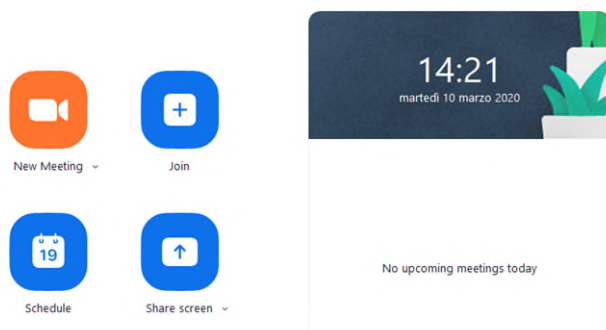 14:21
martedì 10 marzo 2020
New Meeting
Join
19
Schedule
Share screen
No upcoming meetings today